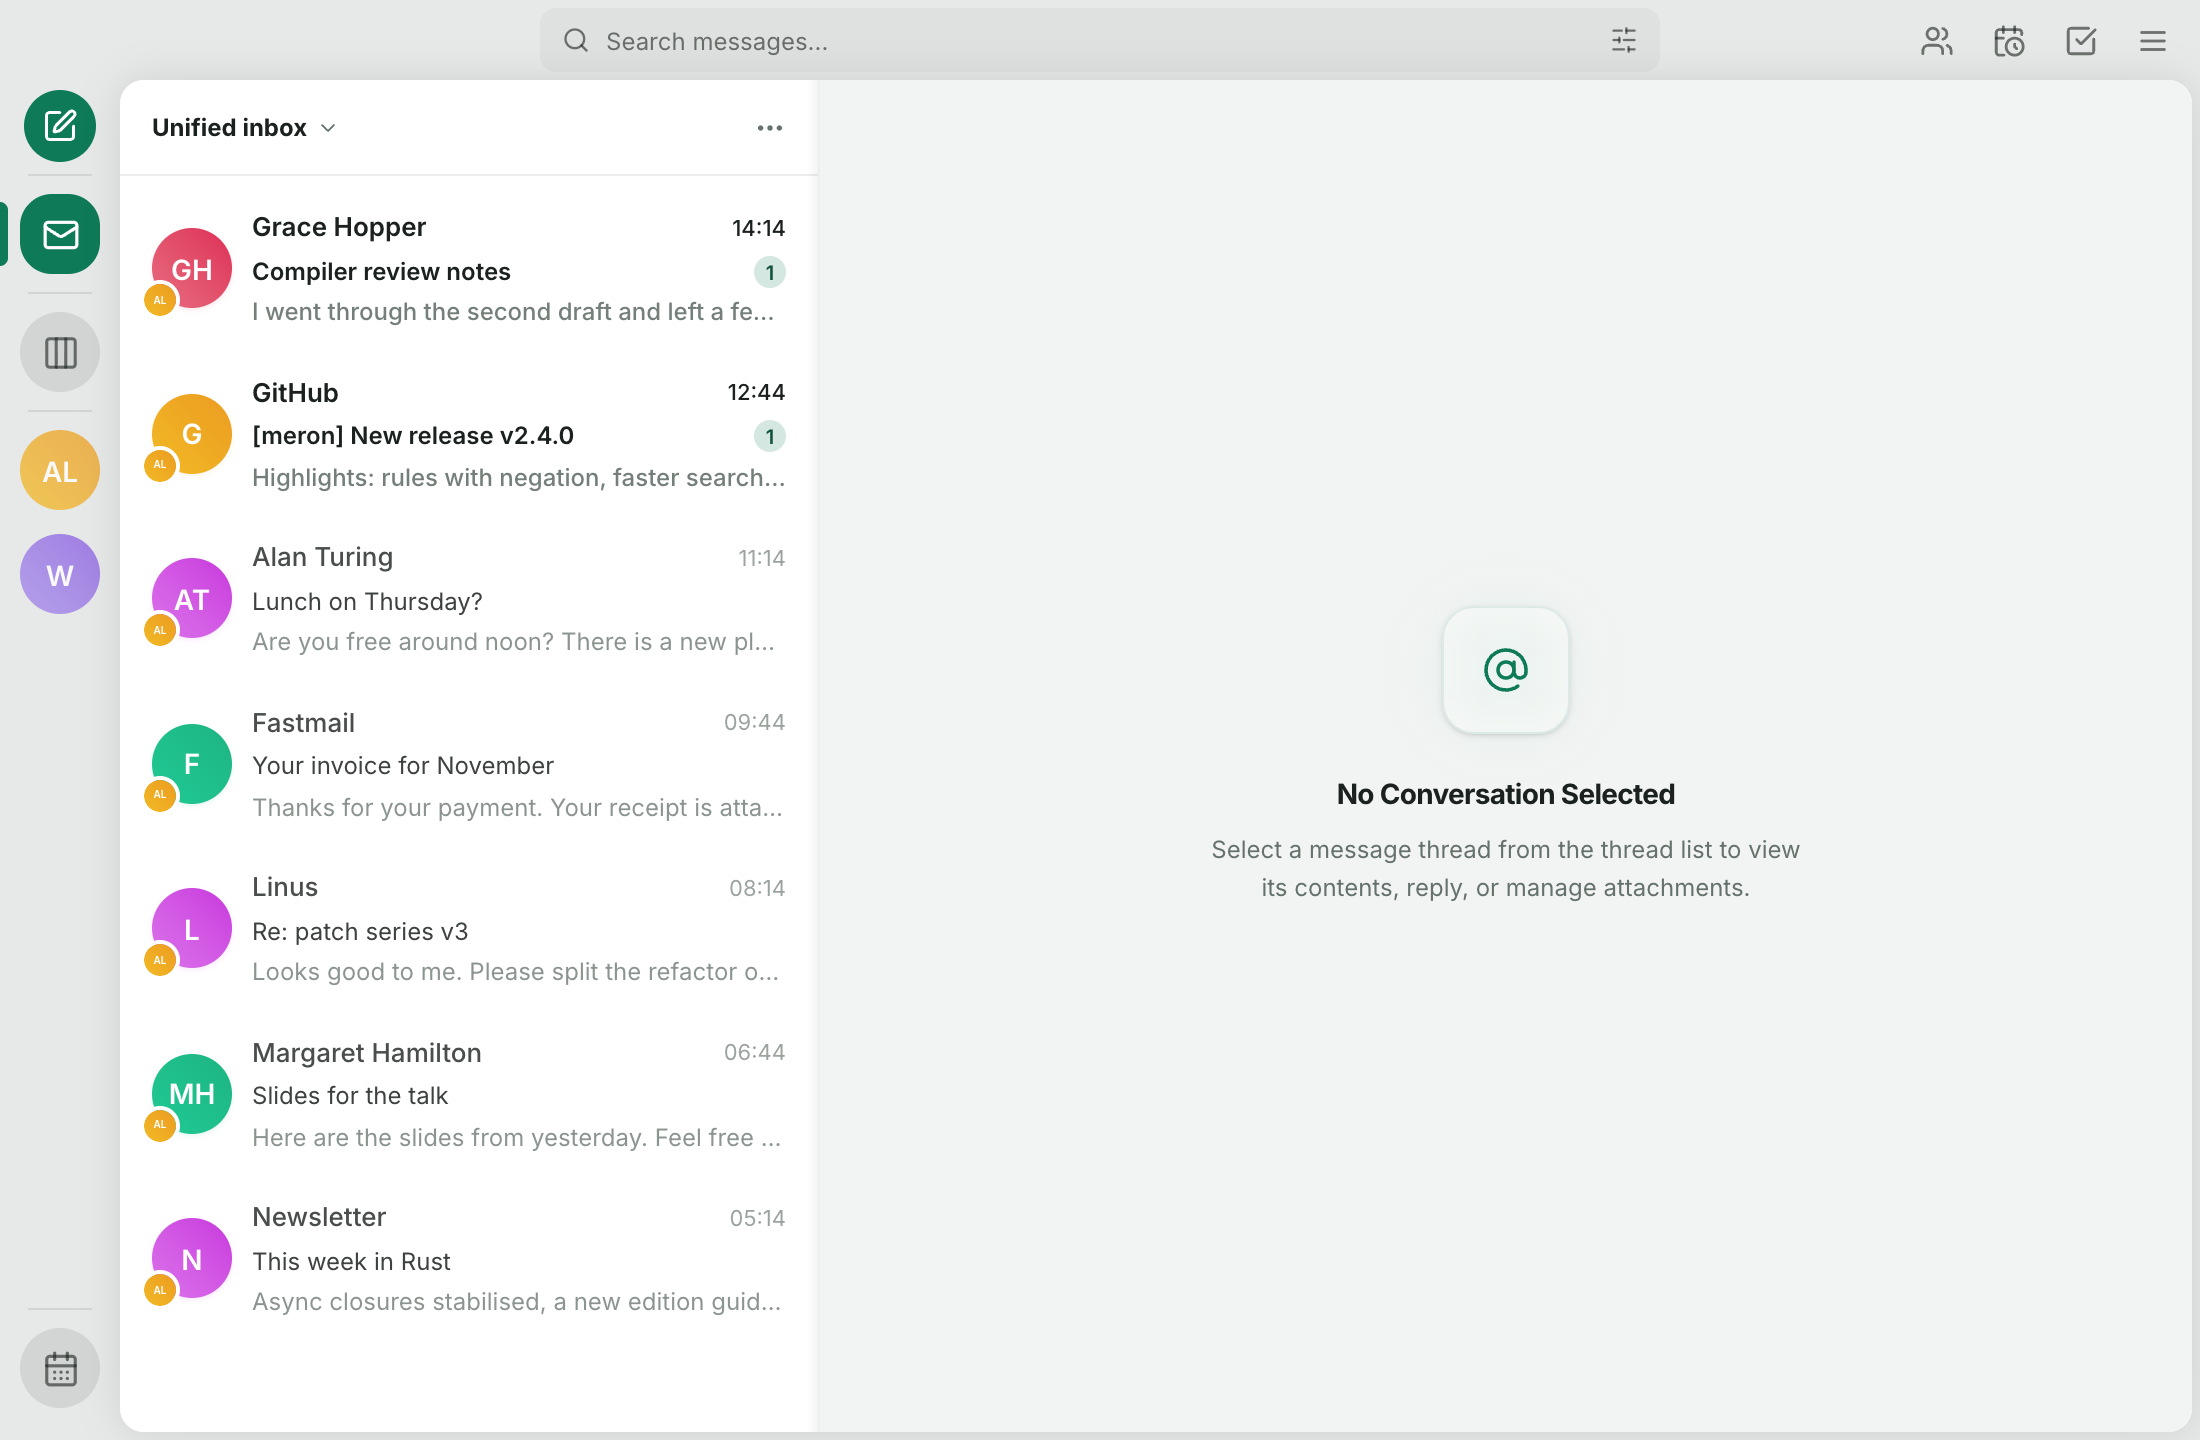 Search messages...
Unified inbox
AL
W
Grace Hopper 14:14
GH
AL
Compiler review notes 1
I went through the second draft and left a fe...
GitHub 12:44
G
AL
[meron] New release v2.4.0 1
Highlights: rules with negation, faster search...
Alan Turing 11:14
AT
AL
Lunch on Thursday?
Are you free around noon? There is a new pl...
Fastmail 09:44
F
AL
Your invoice for November
Thanks for your payment. Your receipt is atta...
Linus 08:14
L
AL
Re: patch series v3
Looks good to me. Please split the refactor o...
Margaret Hamilton 06:44
MH
AL
Slides for the talk
Here are the slides from yesterday. Feel free ...
Newsletter 05:14
N
AL
This week in Rust
Async closures stabilised, a new edition guid...
No Conversation Selected
Select a message thread from the thread list to view
its contents, reply, or manage attachments.